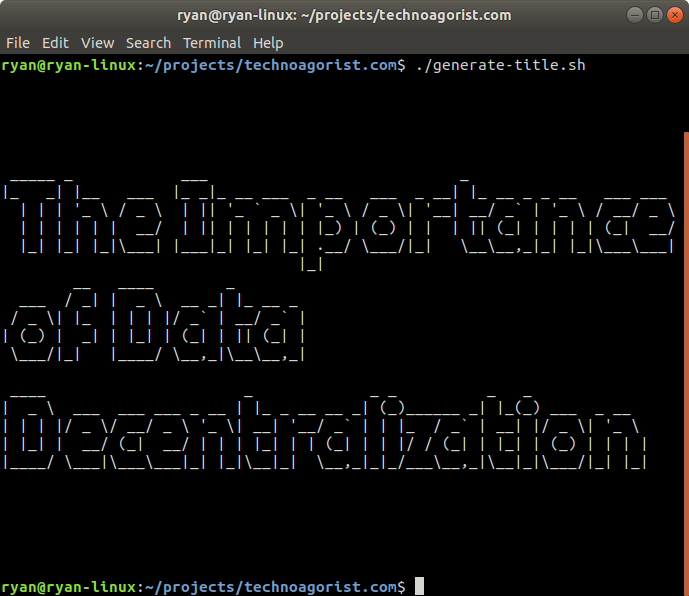 ryan@ryan-linux: ~/projects/technoagorist.com
File Edit View Search Terminal Help
ryan@ryan-linux:~/projects/technoagorist.com$ ./generate-title.sh
The Importance
of Data
Decentralization
ryan@ryan-linux:~/projects/technoagorist.com$